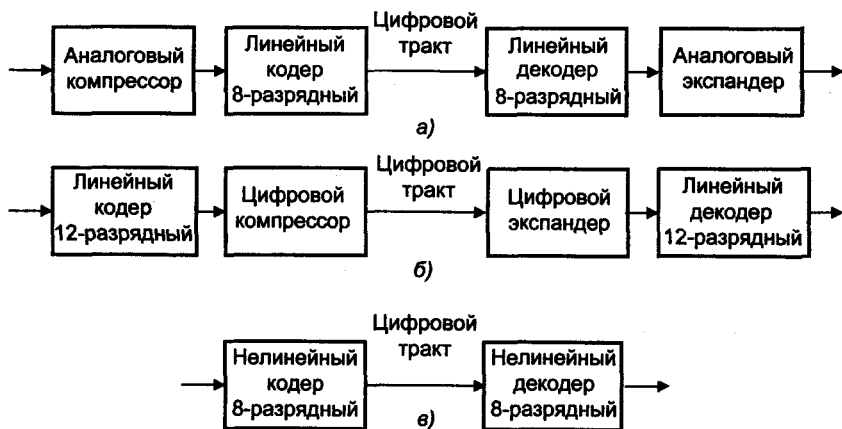 Цифровой
тракт
Аналоговый
компрессор
Линейный
кодер
8-разрядный
Линейный
декодер
8-разрядный
Аналоговый
экспандер
а)
Цифровой
тракт
Линейный
кодер
12-разрядный
Цифровой
компрессор
Цифровой
экспандер
Линейный
декодер
12-разрядный
б)
Цифровой
тракт
Нелинейный
кодер
8-разрядный
Нелинейный
декодер
8-разрядный
в)